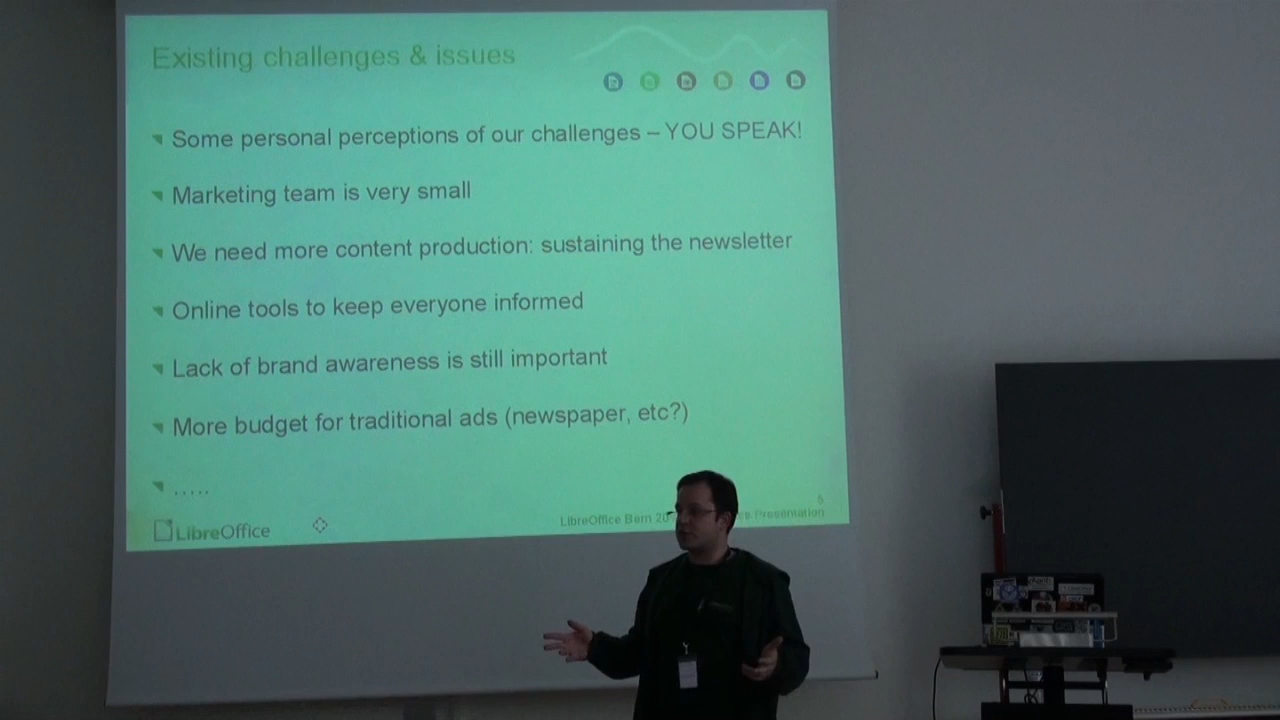 Existing challenges & issues
Some personal perceptions of our challenges – YOU SPEAK!
Marketing team is very small
We need more content production: sustaining the newsletter
Online tools to keep everyone informed
Lack of brand awareness is still important
More budget for traditional ads (newspaper, etc?)
.....
5
LibreOffice
LibreOffice Bern 20 Presentation